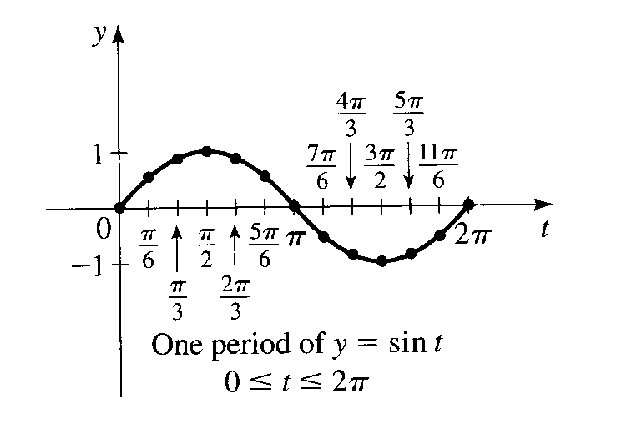 y
4π/3 5π/3
1
7π/6 3π/2 11π/6
0 π/6 π/2 5π/6 π 2π t
−1
π/3 2π/3
One period of y = sin t
0 ≤ t ≤ 2π